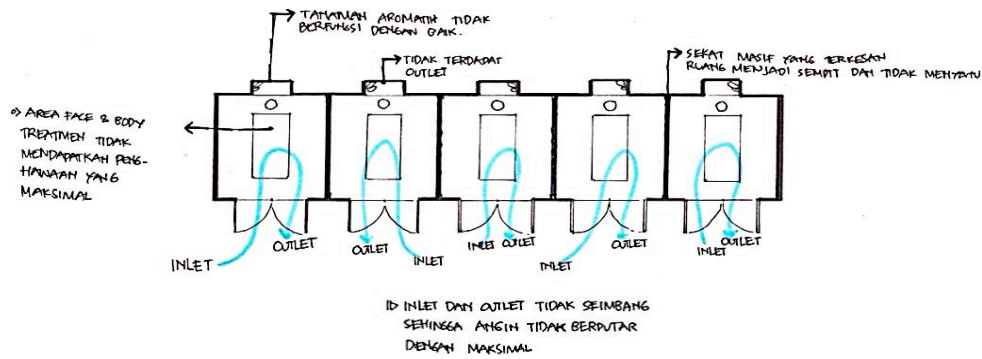 TANAMAN AROMATIK TIDAK
BERFUNGSI DENGAN BAIK.
TIDAK TERDAPAT
OUTLET
SEKAT MASIF YANG TERKESAN
RUANG MENJADI SEMPIT DAN TIDAK MENYATU
AREA FACE & BODY
TREATMEN TIDAK
MENDAPATKAN PENG-
HAWAAN YANG
MAKSIMAL
INLET
OUTLET
OUTLET
INLET
INLET
OUTLET
INLET
OUTLET
INLET
OUTLET
INLET DAN OUTLET TIDAK SEIMBANG
SEHINGGA ANGIN TIDAK BERPUTAR
DENGAN MAKSIMAL